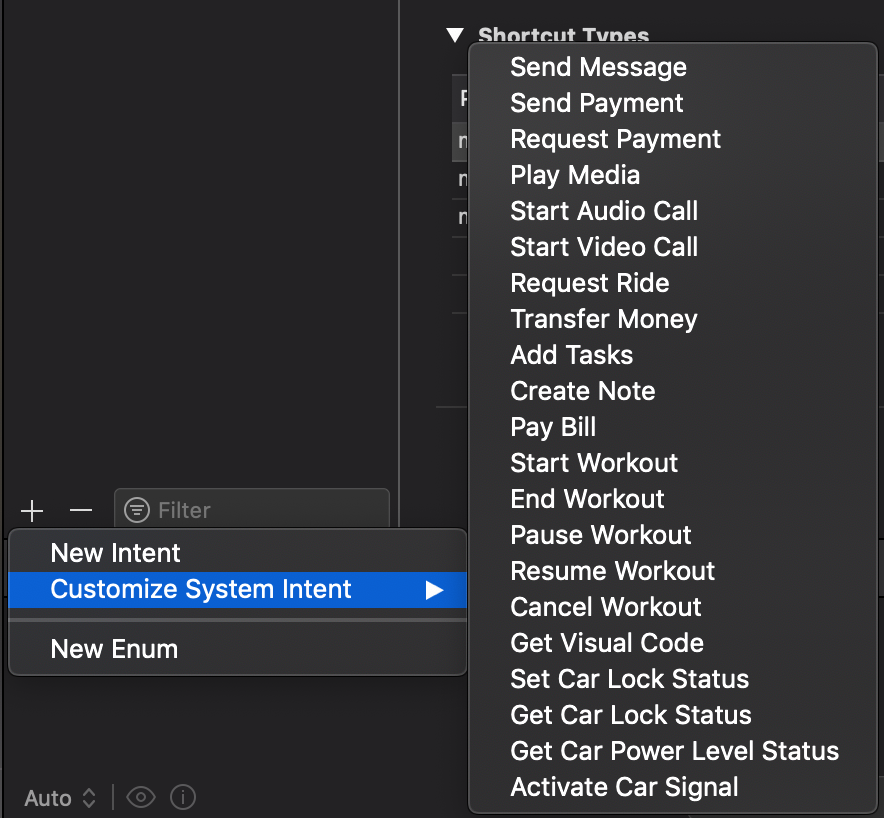 Shortcut Types
Send Message
Send Payment
Request Payment
Play Media
Start Audio Call
Start Video Call
Request Ride
Transfer Money
Add Tasks
Create Note
Pay Bill
Start Workout
End Workout
Pause Workout
Resume Workout
Cancel Workout
Get Visual Code
Set Car Lock Status
Get Car Lock Status
Get Car Power Level Status
Activate Car Signal
Filter
New Intent
Customize System Intent
New Enum
Auto